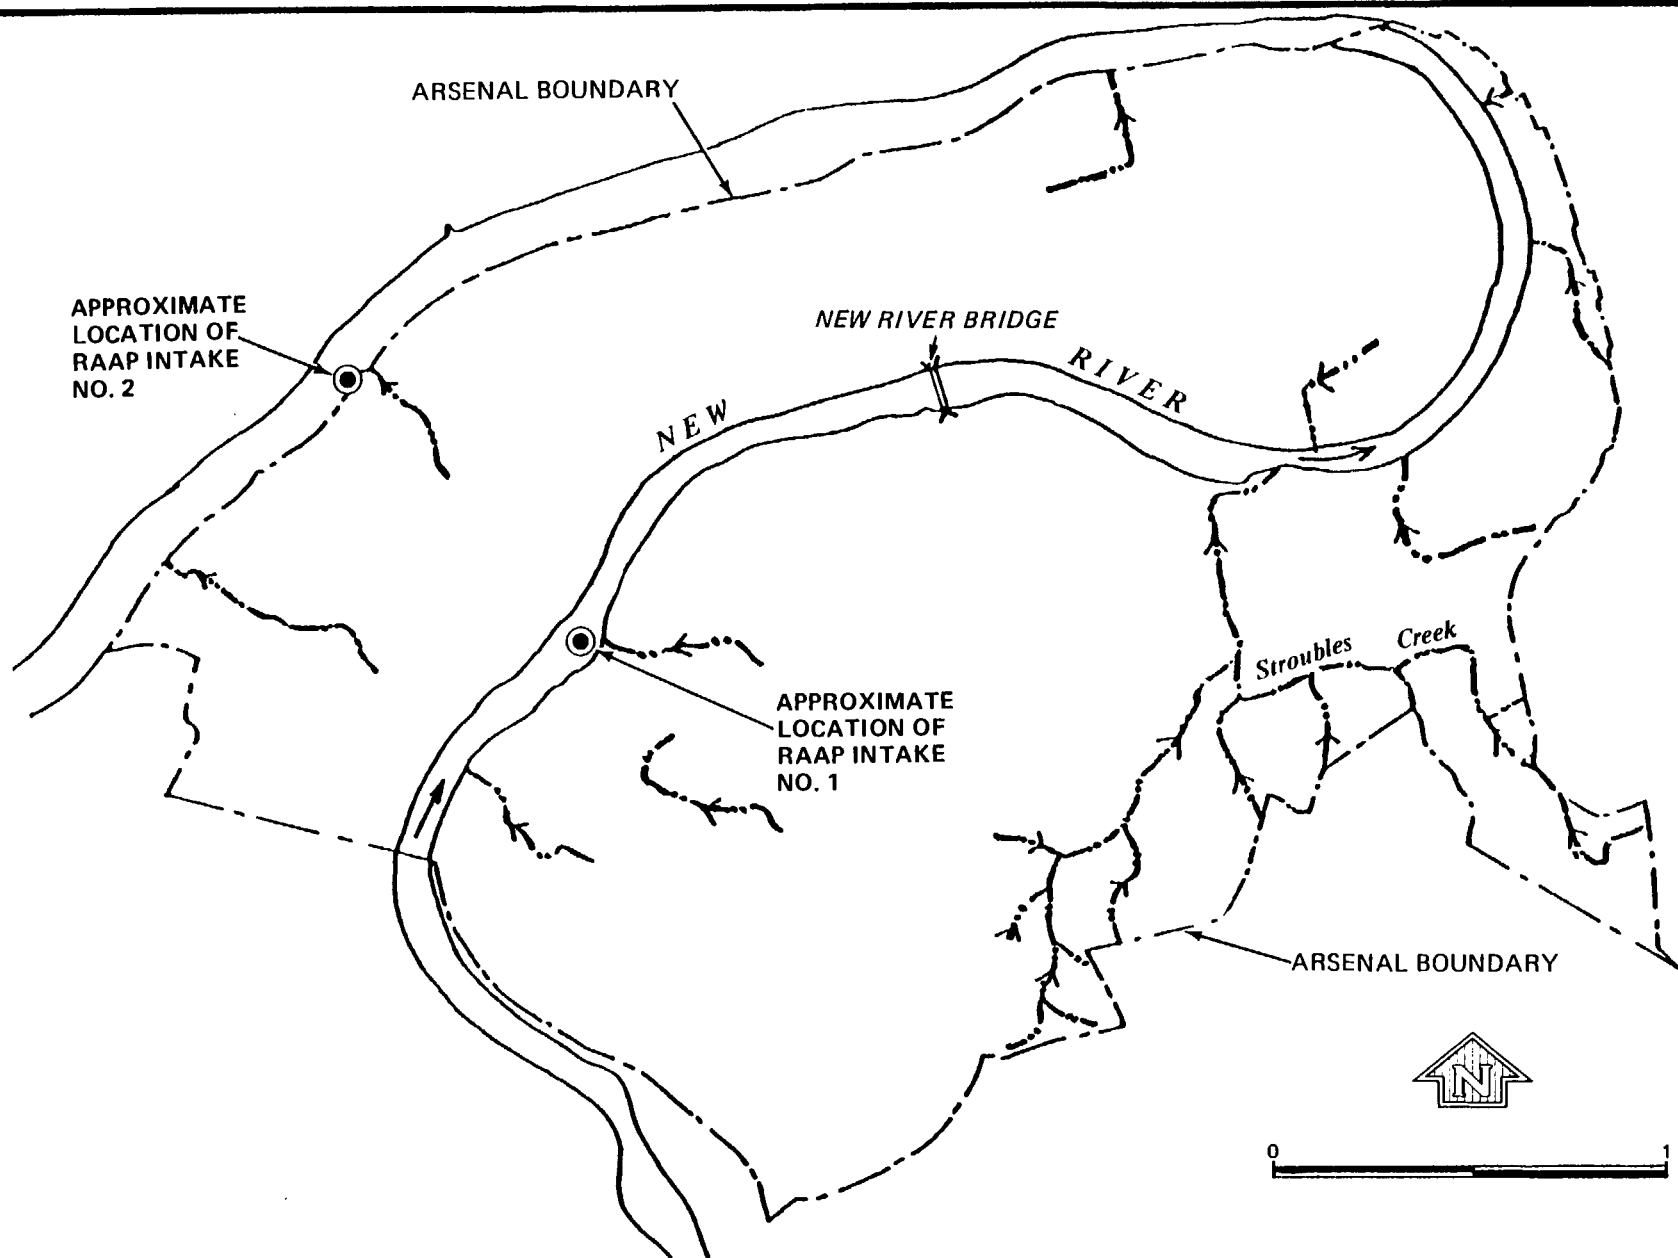 ARSENAL BOUNDARY
APPROXIMATE
LOCATION OF
RAAP INTAKE
NO. 2
NEW RIVER BRIDGE
NEW RIVER
Stroubles Creek
APPROXIMATE
LOCATION OF
RAAP INTAKE
NO. 1
ARSENAL BOUNDARY
N
0 1